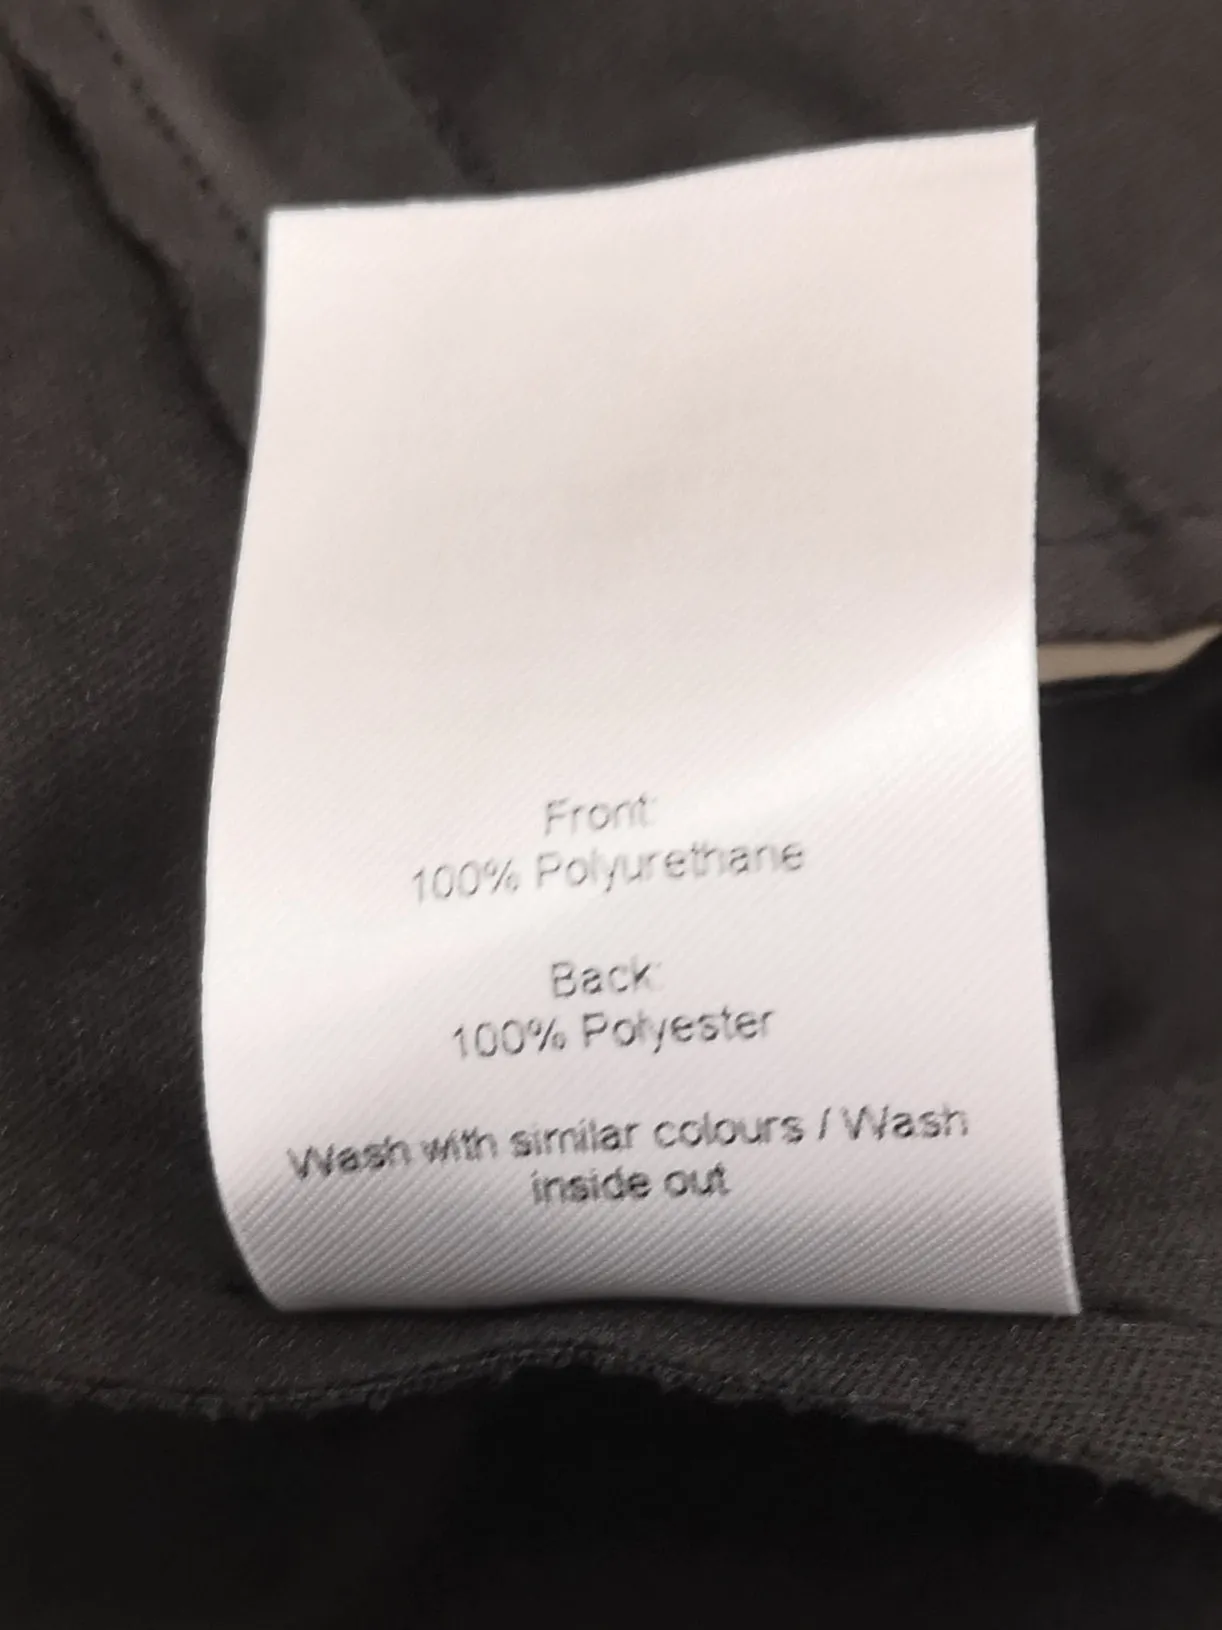 Front:
100% Polyurethane
Back:
100% Polyester
Wash with similar colours / Wash
inside out